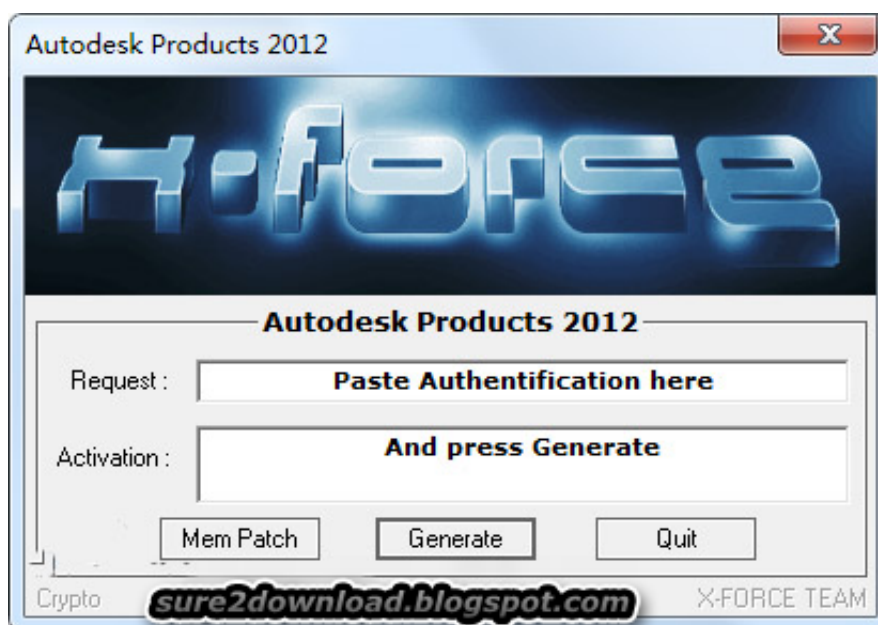 Autodesk Products 2012
x-force
Autodesk Products 2012
Request :
Paste Authentification here
Activation :
And press Generate
Mem Patch
Generate
Quit
Crypto
sure2download.blogspot.com
X-FORCE TEAM